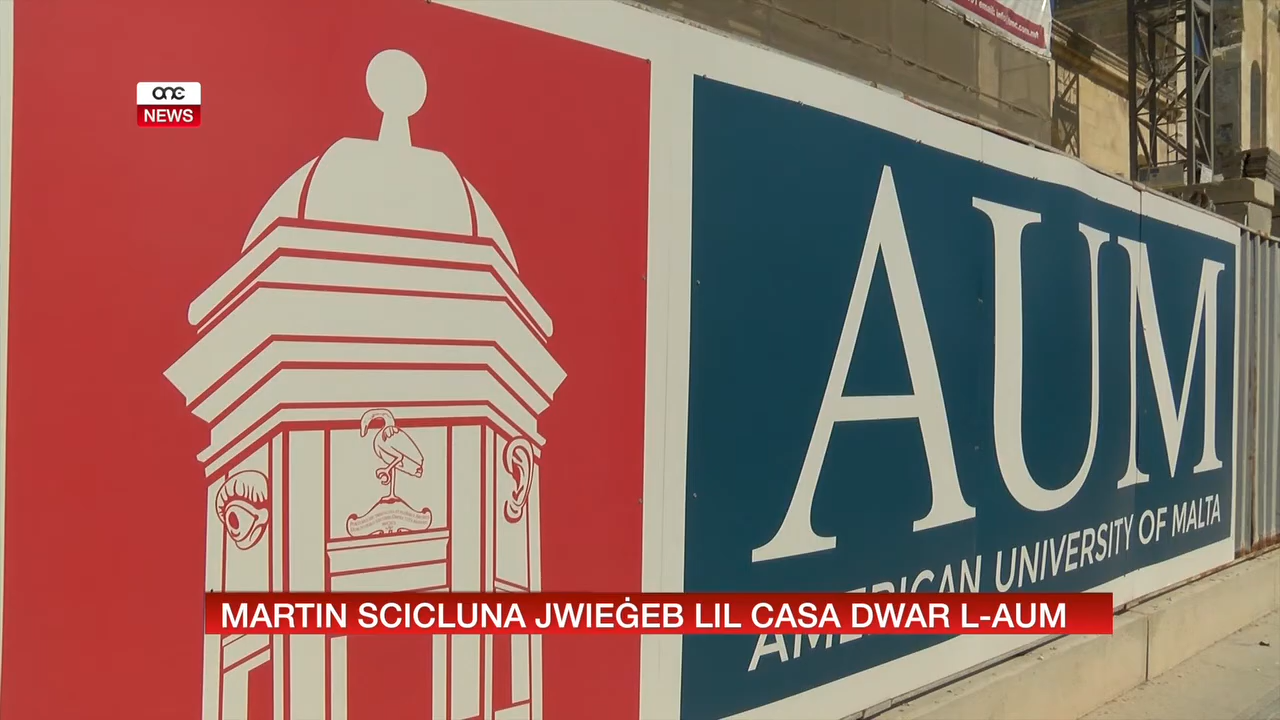 one
NEWS
AUM
AMERICAN UNIVERSITY OF MALTA
MARTIN SCICLUNA JWIEĠEB LIL CASA DWAR L-AUM